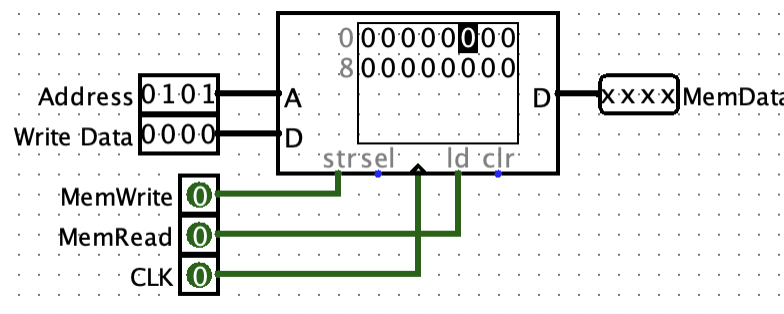 0 0 0 0 0 0 0 0 0
8 0 0 0 0 0 0 0 0
Address 0 1 0 1 A D x x x x MemData
Write Data 0 0 0 0 D
str sel ld clr
MemWrite 0
MemRead 0
CLK 0